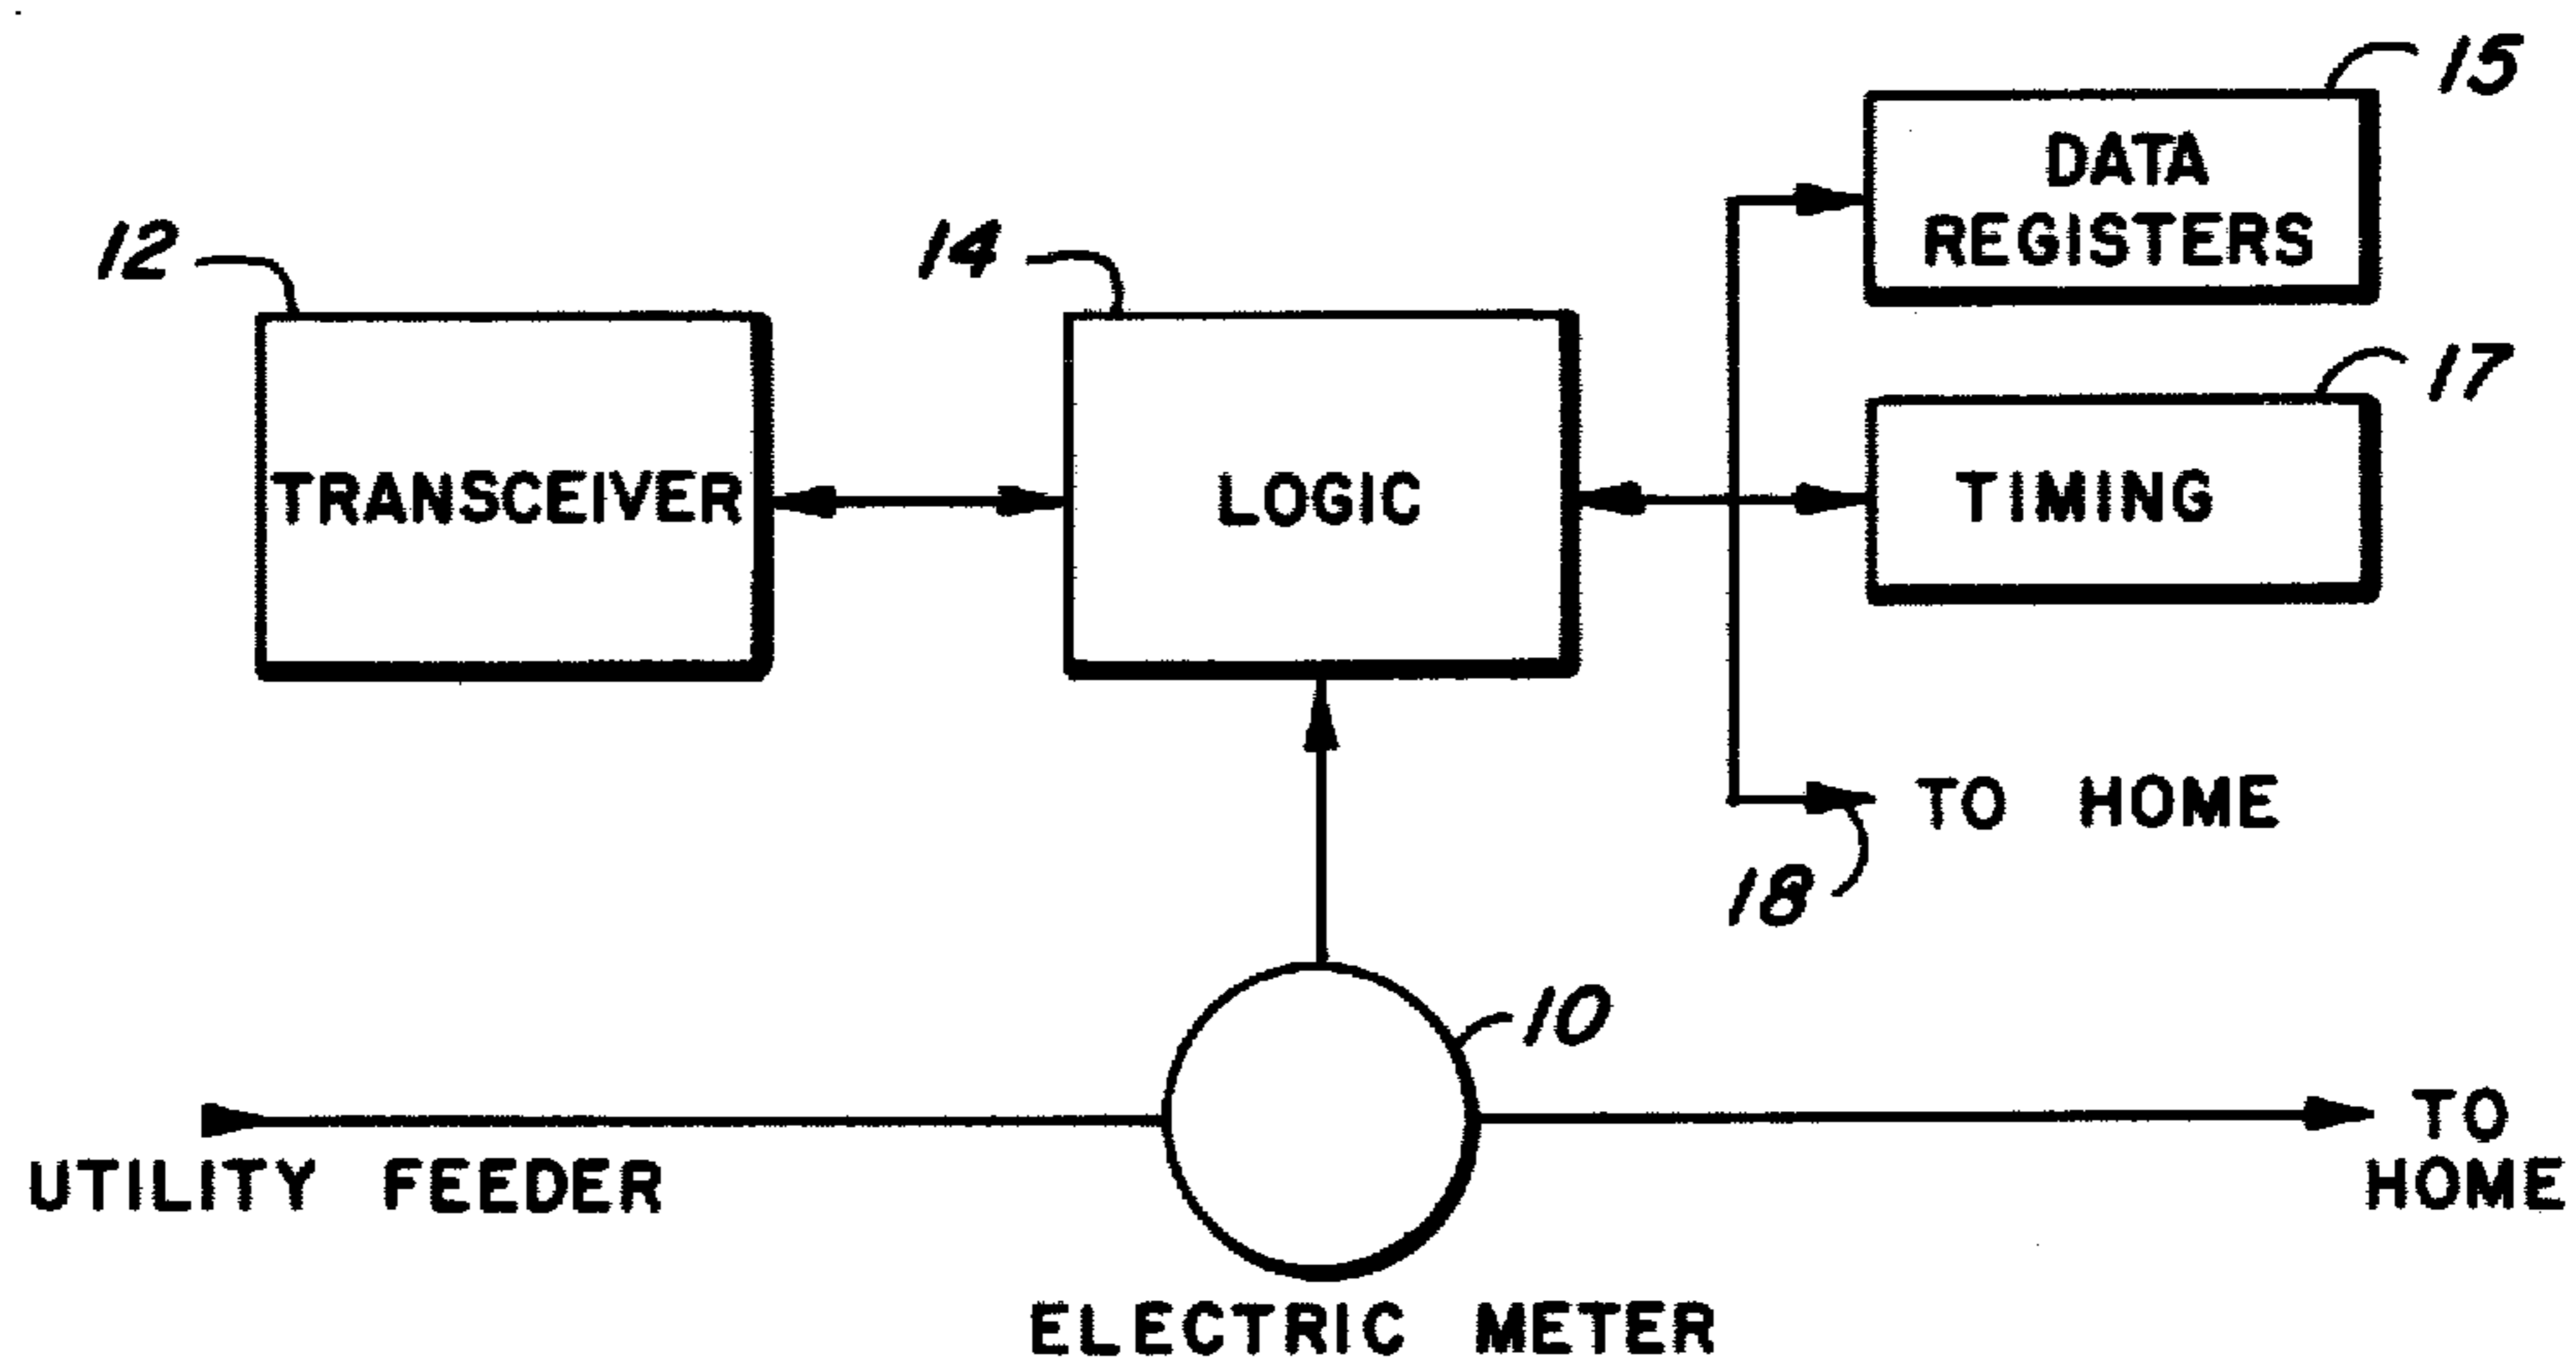 15
DATA
REGISTERS
12
14
17
TRANSCEIVER
LOGIC
TIMING
TO HOME
18
10
TO
HOME
UTILITY FEEDER
ELECTRIC METER